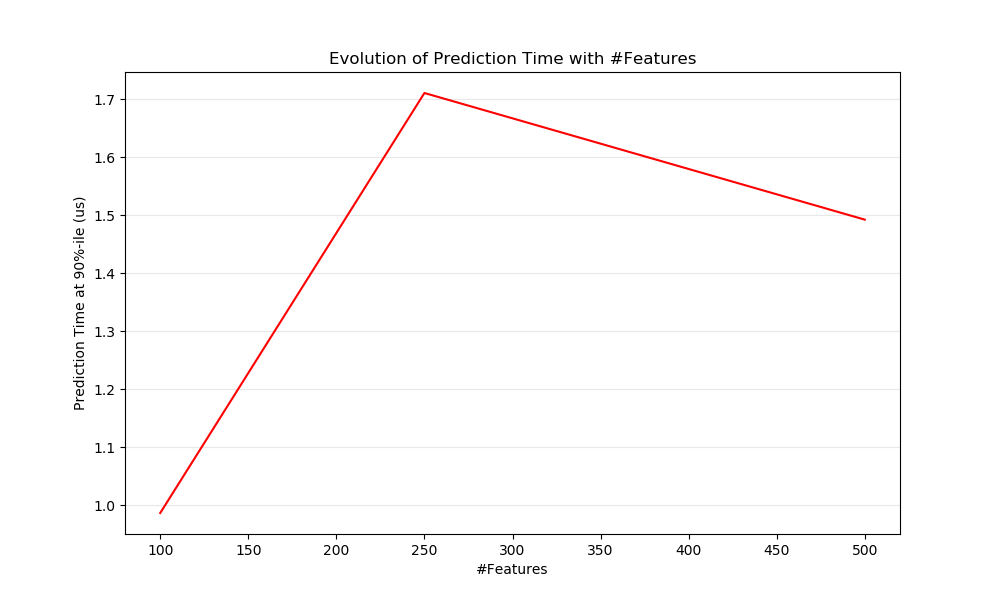 Evolution of Prediction Time with #Features
Prediction Time at 90%-ile (us)
1.7
1.6
1.5
1.4
1.3
1.2
1.1
1.0
100 150 200 250 300 350 400 450 500
#Features